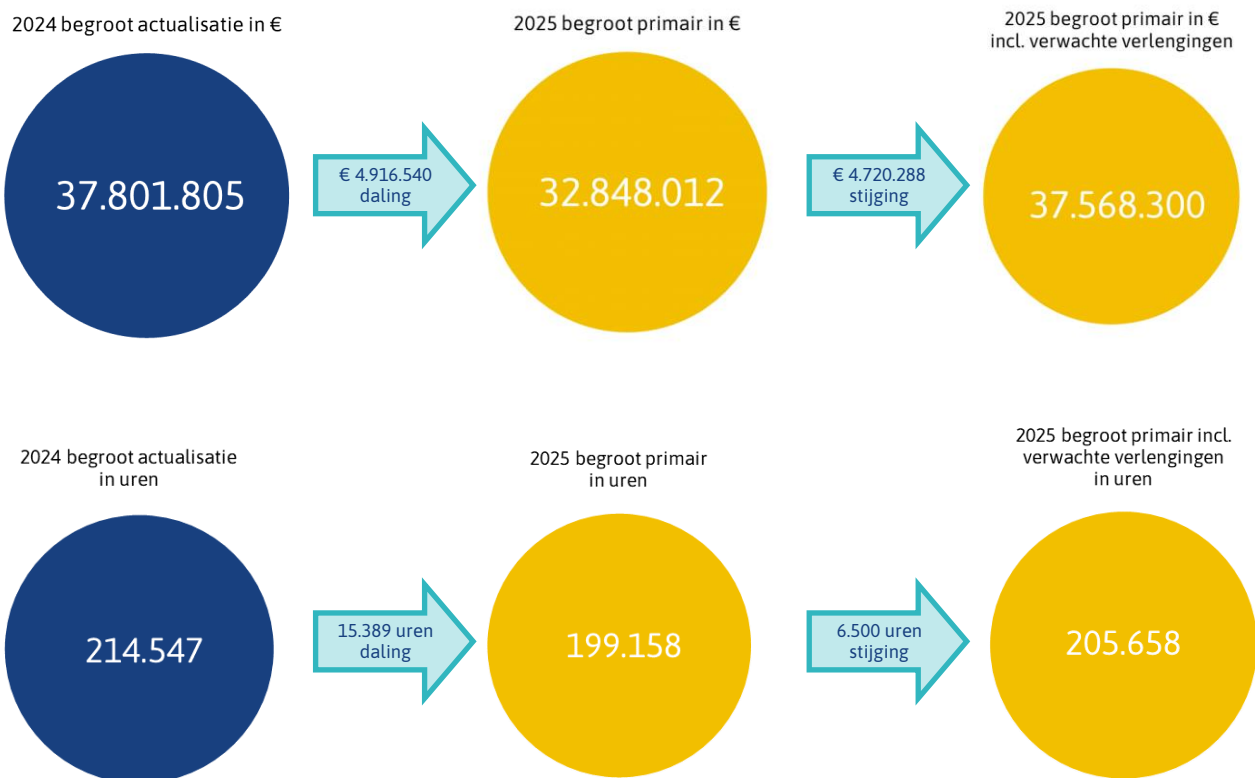 2024 begroot actualisatie in €
2025 begroot primair in €
2025 begroot primair in €
incl. verwachte verlengingen
37.801.805
€ 4.916.540
daling
32.848.012
€ 4.720.288
stijging
37.568.300
2024 begroot actualisatie
in uren
2025 begroot primair
in uren
2025 begroot primair incl.
verwachte verlengingen
in uren
214.547
15.389 uren
daling
199.158
6.500 uren
stijging
205.658